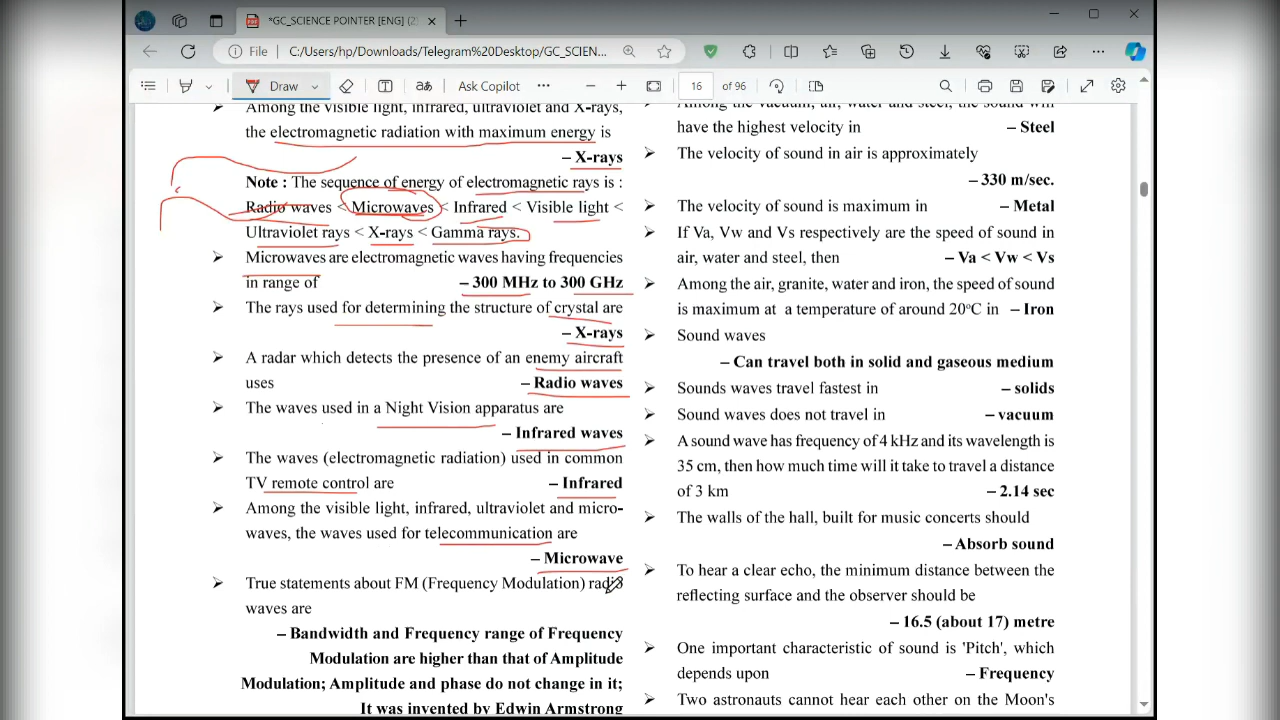 *GC_SCIENCE POINTER [ENG] (2
File
C:/Users/hp/Downloads/Telegram%20Desktop/GC_SCIEN...
Draw
Ask Copilot
16 of 96
Among the visible light, infrared, ultraviolet and X-rays,
the electromagnetic radiation with maximum energy is
– X-rays
Note : The sequence of energy of electromagnetic rays is :
Radio waves < Microwaves < Infrared < Visible light <
Ultraviolet rays < X-rays < Gamma rays.
➤ Microwaves are electromagnetic waves having frequencies
in range of – 300 MHz to 300 GHz
➤ The rays used for determining the structure of crystal are
– X-rays
➤ A radar which detects the presence of an enemy aircraft
uses – Radio waves
➤ The waves used in a Night Vision apparatus are
– Infrared waves
➤ The waves (electromagnetic radiation) used in common
TV remote control are – Infrared
➤ Among the visible light, infrared, ultraviolet and micro-
waves, the waves used for telecommunication are
– Microwave
➤ True statements about FM (Frequency Modulation) radio
waves are
– Bandwidth and Frequency range of Frequency
Modulation are higher than that of Amplitude
Modulation; Amplitude and phase do not change in it;
It was invented by Edwin Armstrong
➤ Among the vacuum, air, water and steel, the sound will
have the highest velocity in – Steel
➤ The velocity of sound in air is approximately
– 330 m/sec.
➤ The velocity of sound is maximum in – Metal
➤ If Va, Vw and Vs respectively are the speed of sound in
air, water and steel, then – Va < Vw < Vs
➤ Among the air, granite, water and iron, the speed of sound
is maximum at a temperature of around 20ºC in – Iron
➤ Sound waves
– Can travel both in solid and gaseous medium
➤ Sounds waves travel fastest in – solids
➤ Sound waves does not travel in – vacuum
➤ A sound wave has frequency of 4 kHz and its wavelength is
35 cm, then how much time will it take to travel a distance
of 3 km – 2.14 sec
➤ The walls of the hall, built for music concerts should
– Absorb sound
➤ To hear a clear echo, the minimum distance between the
reflecting surface and the observer should be
– 16.5 (about 17) metre
➤ One important characteristic of sound is 'Pitch', which
depends upon – Frequency
➤ Two astronauts cannot hear each other on the Moon's